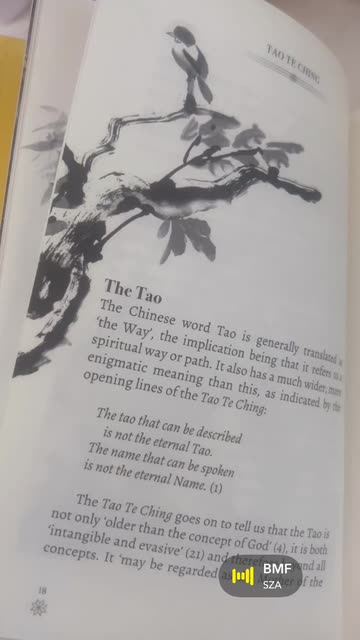 TAO TE CHING
The Tao
The Chinese word Tao is generally translated as
'the Way', the implication being that it refers to a
spiritual way or path. It also has a much wider, more
enigmatic meaning than this, as indicated by the
opening lines of the Tao Te Ching:
The tao that can be described
is not the eternal Tao.
The name that can be spoken
is not the eternal Name. (1)
The Tao Te Ching goes on to tell us that the Tao is
not only 'older than the concept of God' (4), it is both
'intangible and evasive' (21) and all
concepts. It 'may be regarded of the
18
BMF
SZA